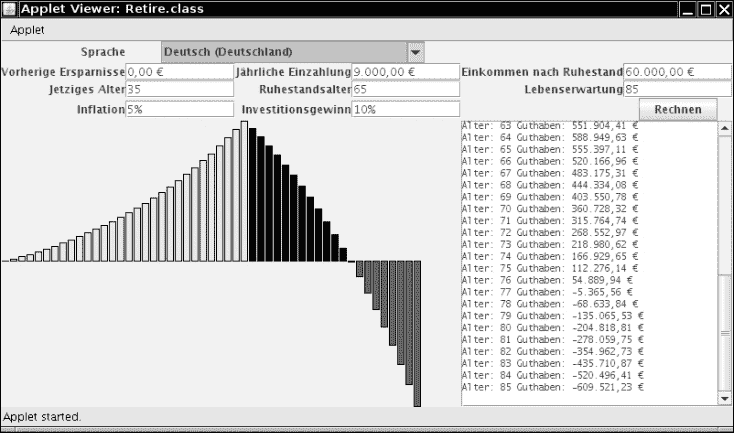 Applet Viewer: Retire.class
Applet
Sprache Deutsch (Deutschland)
Vorherige Ersparnisse 0,00 € Jährliche Einzahlung 9.000,00 € Einkommen nach Ruhestand 60.000,00 €
Jetziges Alter 35 Ruhestandsalter 65 Lebenserwartung 85
Inflation 5% Investitionsgewinn 10% Rechnen
Alter: 63 Guthaben: 551.904,41 €
Alter: 64 Guthaben: 588.949,63 €
Alter: 65 Guthaben: 555.397,11 €
Alter: 66 Guthaben: 520.166,96 €
Alter: 67 Guthaben: 483.175,31 €
Alter: 68 Guthaben: 444.334,08 €
Alter: 69 Guthaben: 403.550,78 €
Alter: 70 Guthaben: 360.728,32 €
Alter: 71 Guthaben: 315.764,74 €
Alter: 72 Guthaben: 268.552,97 €
Alter: 73 Guthaben: 218.980,62 €
Alter: 74 Guthaben: 166.929,65 €
Alter: 75 Guthaben: 112.276,14 €
Alter: 76 Guthaben: 54.889,94 €
Alter: 77 Guthaben: -5.365,56 €
Alter: 78 Guthaben: -68.633,84 €
Alter: 79 Guthaben: -135.065,53 €
Alter: 80 Guthaben: -204.818,81 €
Alter: 81 Guthaben: -278.059,75 €
Alter: 82 Guthaben: -354.962,73 €
Alter: 83 Guthaben: -435.710,87 €
Alter: 84 Guthaben: -520.496,41 €
Alter: 85 Guthaben: -609.521,23 €
Applet started.